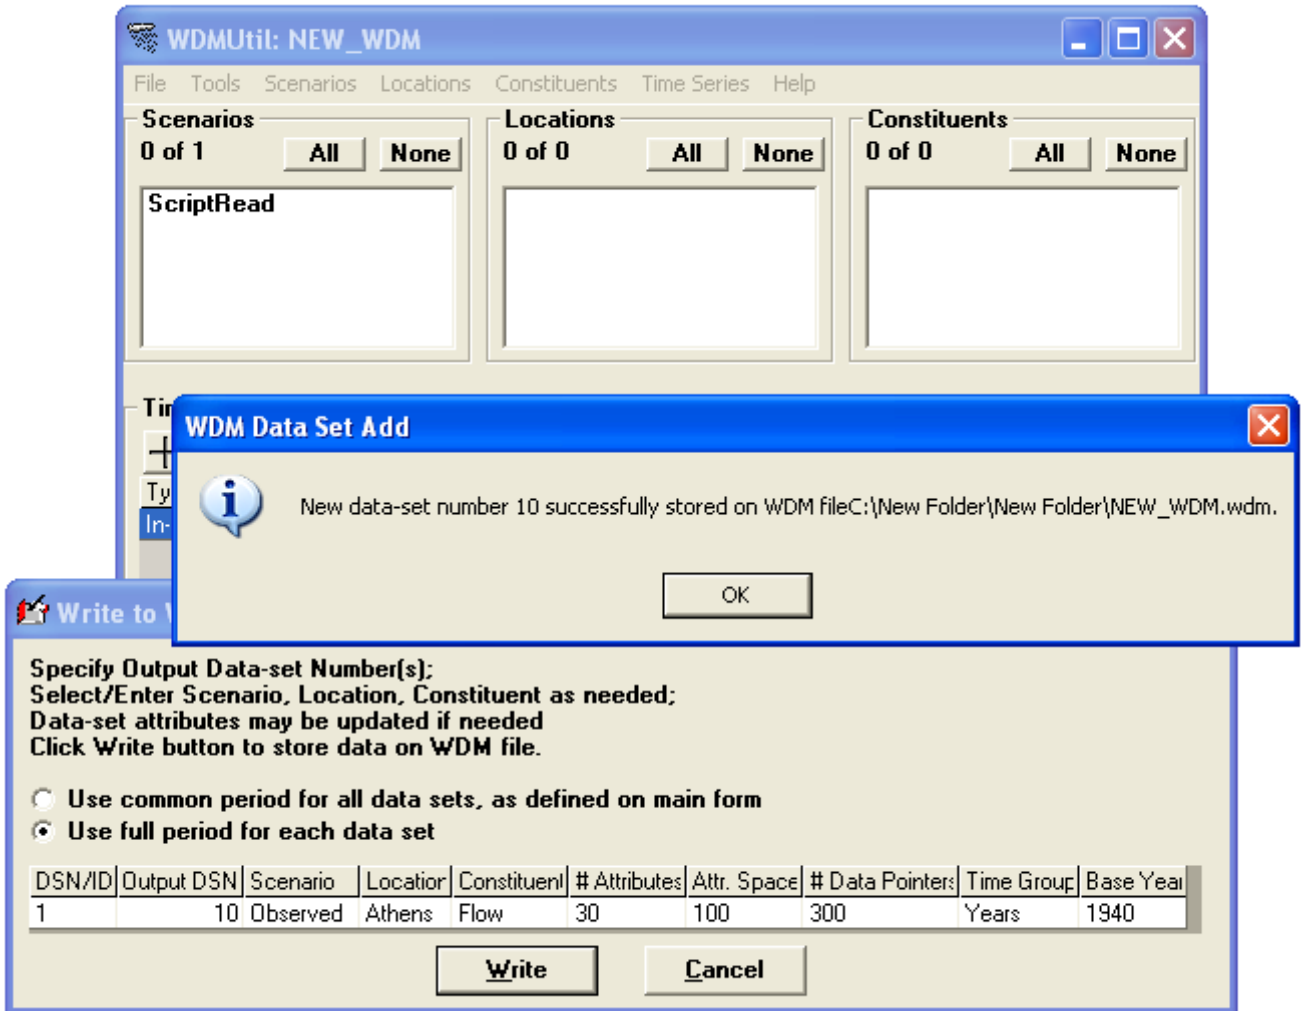 WDMUtil: NEW_WDM
File Tools Scenarios Locations Constituents Time Series Help
Scenarios Locations Constituents
0 of 1 All None 0 of 0 All None 0 of 0 All None
ScriptRead
WDM Data Set Add
New data-set number 10 successfully stored on WDM fileC:\New Folder\New Folder\NEW_WDM.wdm.
OK
Write to
Specify Output Data-set Number(s);
Select/Enter Scenario, Location, Constituent as needed;
Data-set attributes may be updated if needed
Click Write button to store data on WDM file.
Use common period for all data sets, as defined on main form
Use full period for each data set
DSN/ID Output DSN Scenario Location Constituent # Attributes Attr. Space # Data Pointers Time Group Base Year
1 10 Observed Athens Flow 30 100 300 Years 1940
Write Cancel